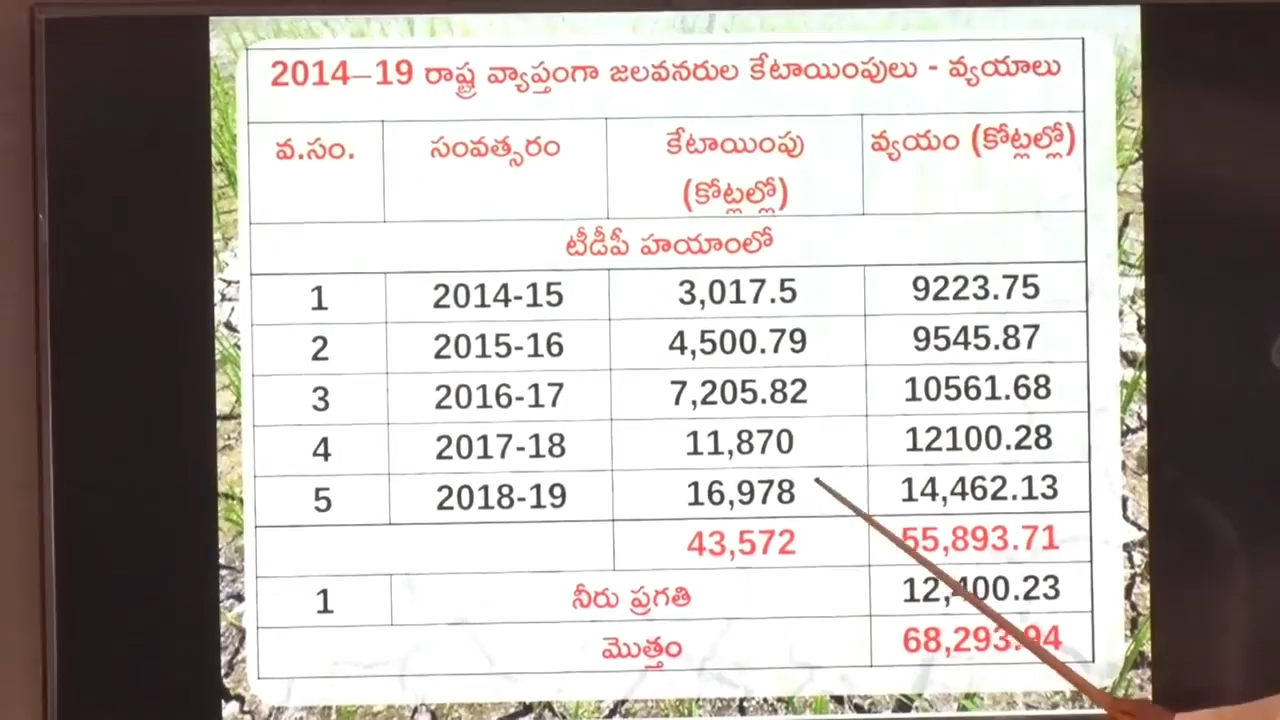 2014–19 రాష్ట్ర వ్యాప్తంగా జలవనరుల కేటాయింపులు - వ్యయాలు
వ.సం. సంవత్సరం కేటాయింపు (కోట్లల్లో) వ్యయం (కోట్లల్లో)
టీడీపీ హయాంలో
1 2014-15 3,017.5 9223.75
2 2015-16 4,500.79 9545.87
3 2016-17 7,205.82 10561.68
4 2017-18 11,870 12100.28
5 2018-19 16,978 14,462.13
43,572 55,893.71
1 నీరు ప్రగతి 12,400.23
మొత్తం 68,293.94